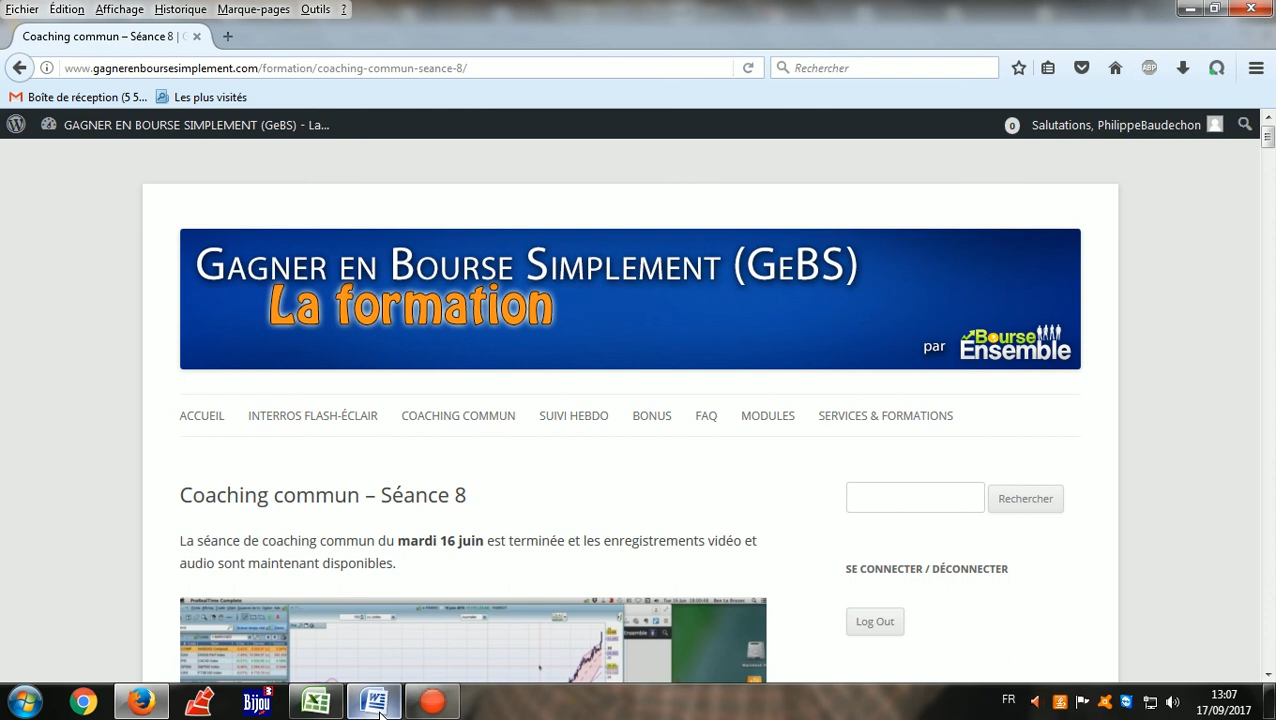 Fichier Édition Affichage Historique Marque-pages Outils ?
Coaching commun – Séance 8 |
www.gagnerenboursesimplement.com/formation/coaching-commun-seance-8/
Rechercher
ABP
Boîte de réception (5 5... Les plus visités
GAGNER EN BOURSE SIMPLEMENT (GeBS) - La...
0 Salutations, PhilippeBaudechon
GAGNER EN BOURSE SIMPLEMENT (GEBS)
La formation
par Bourse Ensemble
ACCUEIL INTERROS FLASH-ÉCLAIR COACHING COMMUN SUIVI HEBDO BONUS FAQ MODULES SERVICES & FORMATIONS
Coaching commun – Séance 8
Rechercher
La séance de coaching commun du mardi 16 juin est terminée et les enregistrements vidéo et
audio sont maintenant disponibles.
SE CONNECTER / DÉCONNECTER
Log Out
Bijou 3
FR
13:07
17/09/2017